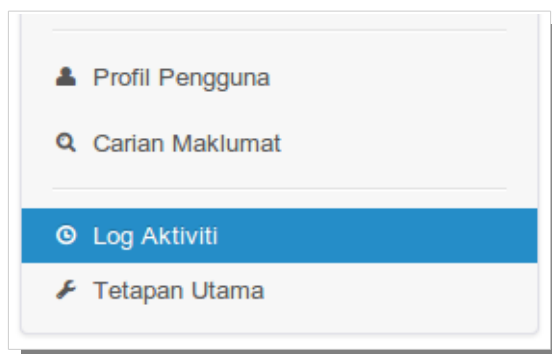 Profil Pengguna
Carian Maklumat
Log Aktiviti
Tetapan Utama